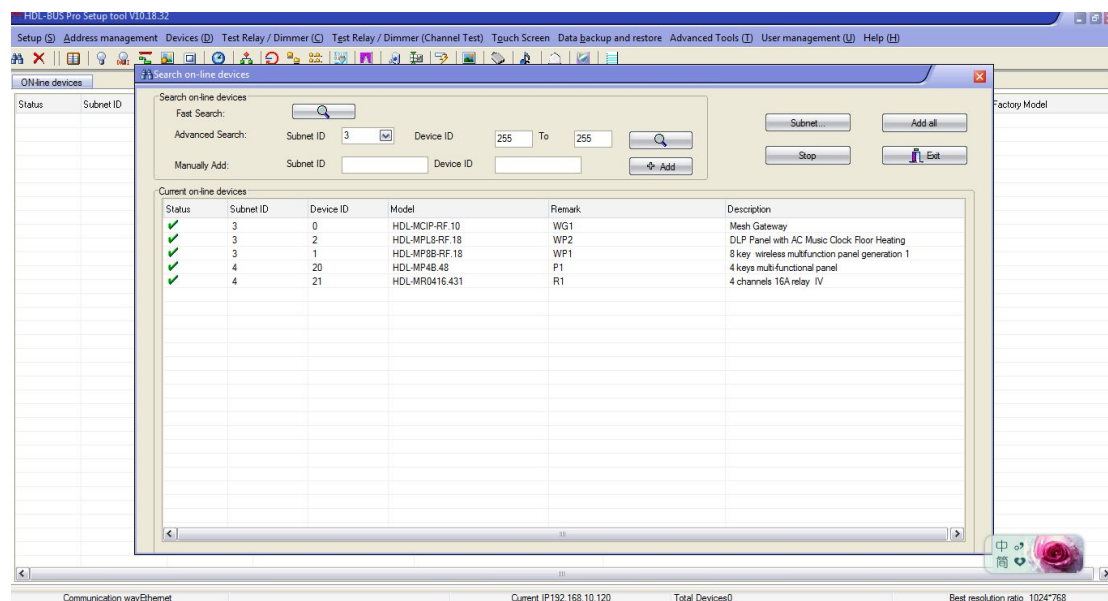 HDL-BUS Pro Setup tool V10.18.32
Setup (S) Address management Devices (D) Test Relay / Dimmer (C) Test Relay / Dimmer (Channel Test) Touch Screen Data backup and restore Advanced Tools (T) User management (U) Help (H)
ON-line devices
Search on-line devices
Status Subnet ID Factory Model
Search on-line devices
Fast Search:
Subnet... Add all
Advanced Search: Subnet ID 3 Device ID 255 To 255
Stop Exit
Manually Add: Subnet ID Device ID Add
Current on-line devices
Status Subnet ID Device ID Model Remark Description
3 0 HDL-MCIP-RF.10 WG1 Mesh Gateway
3 2 HDL-MPL8-RF.18 WP2 DLP Panel with AC Music Clock Floor Heating
3 1 HDL-MP8B-RF.18 WP1 8 key wireless multifunction panel generation 1
4 20 HDL-MP4B.48 P1 4 keys multi-functional panel
4 21 HDL-MR0416.431 R1 4 channels 16A relay IV
中
简
Communication wayEthernet Current IP192.168.10.120 Total Devices0 Best resolution ratio 1024*768